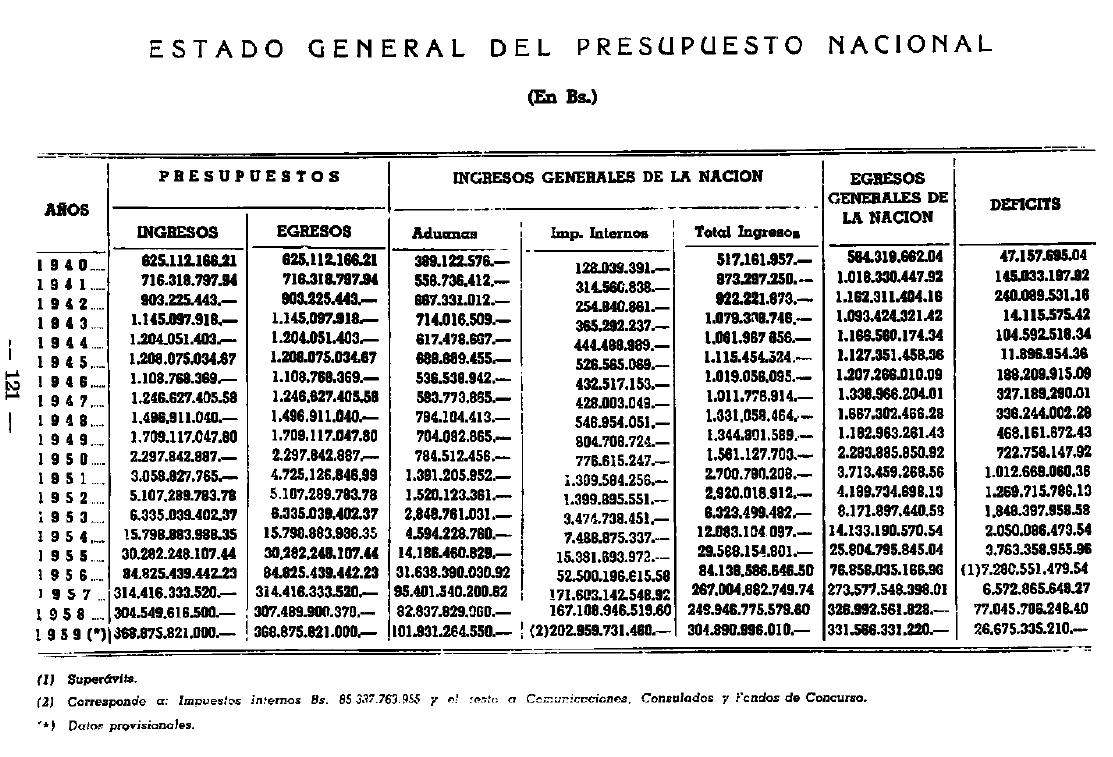 ESTADO GENERAL DEL PRESUPUESTO NACIONAL
(En Bs.)
AÑOS PRESUPUESTOS INGRESOS GENERALES DE LA NACION EGRESOS GENERALES DE LA NACION DEFICITS
INGRESOS EGRESOS Aduanas Imp. Internos Total Ingresos
1940.... 625.112.166.21 625.112.166.21 389.122.576.— 128.039.391.— 517.161.957.— 564.319.662.04 47.157.695.04
1941.... 716.318.797.94 716.318.797.94 558.736.412.— 314.560.838.— 873.297.250.— 1.018.330.447.92 145.033.197.92
1942.... 903.225.443.— 903.225.443.— 667.331.012.— 254.840.861.— 922.221.873.— 1.162.311.404.16 240.089.531.16
1943.... 1.145.097.918.— 1.145.097.918.— 714.016.509.— 365.292.237.— 1.079.308.746.— 1.093.424.321.42 14.115.575.42
1944.... 1.204.051.403.— 1.204.051.403.— 617.478.667.— 444.488.989.— 1.061.967.656.— 1.166.560.174.34 104.592.518.34
1945.... 1.208.075.034.67 1.208.075.034.67 588.889.455.— 526.565.069.— 1.115.454.524.— 1.127.351.458.36 11.896.954.36
1946.... 1.108.768.369.— 1.108.768.369.— 536.538.942.— 432.517.153.— 1.019.056.095.— 1.207.266.010.09 188.209.915.09
1947.... 1.246.627.405.58 1.246.627.405.58 583.773.865.— 428.003.049.— 1.011.776.914.— 1.338.966.204.01 327.189.290.01
1948.... 1.496.911.040.— 1.496.911.040.— 784.104.413.— 546.954.051.— 1.331.058.464.— 1.667.302.466.28 336.244.002.28
1949.... 1.709.117.047.80 1.709.117.047.80 704.082.865.— 804.708.724.— 1.344.801.589.— 1.182.963.261.43 468.161.672.43
1950.... 2.297.842.887.— 2.297.842.887.— 784.512.456.— 776.615.247.— 1.561.127.703.— 2.283.885.850.92 722.758.147.92
1951.... 3.058.827.765.— 4.725.126.846.99 1.391.205.952.— 1.309.584.256.— 2.700.790.208.— 3.713.459.268.56 1.012.669.060.36
1952.... 5.107.289.783.78 5.107.289.783.78 1.520.123.361.— 1.399.895.551.— 2.920.018.912.— 4.189.734.698.13 1.269.715.786.13
1953.... 6.335.039.402.37 6.335.039.402.37 2.848.761.031.— 3.474.738.451.— 6.323.499.482.— 8.171.897.440.58 1.848.397.958.58
1954.... 15.798.883.988.35 15.798.883.988.35 4.594.228.760.— 7.488.875.337.— 12.083.104.097.— 14.133.190.570.54 2.050.086.473.54
1955.... 30.282.248.107.44 30.282.248.107.44 14.186.460.829.— 15.381.693.972.— 29.568.154.801.— 25.804.795.845.04 3.763.358.955.96
1956.... 84.825.439.442.23 84.825.439.442.23 31.638.390.030.92 52.500.196.615.58 84.138.586.646.50 76.858.035.166.96 (1)7.280.551.479.54
1957.... 314.416.333.520.— 314.416.333.520.— 95.401.540.200.82 171.603.142.548.92 267.004.682.749.74 273.577.548.398.01 6.572.865.648.27
1958.... 304.549.616.500.— 307.489.900.370.— 82.837.829.060.— 167.108.946.519.60 249.946.775.579.60 326.992.561.828.— 77.045.786.248.40
1959(*) 368.875.821.000.— 368.875.821.000.— 101.931.264.550.— (2)202.959.731.460.— 304.890.996.010.— 331.566.331.220.— 26.675.335.210.—
(1) Superávits.
(2) Corresponde a: Impuestos internos Bs. 85.337.763.955 y el resto a Comunicaciones, Consulados y Fondos de Concurso.
(*) Datos provisionales.
— 121 —